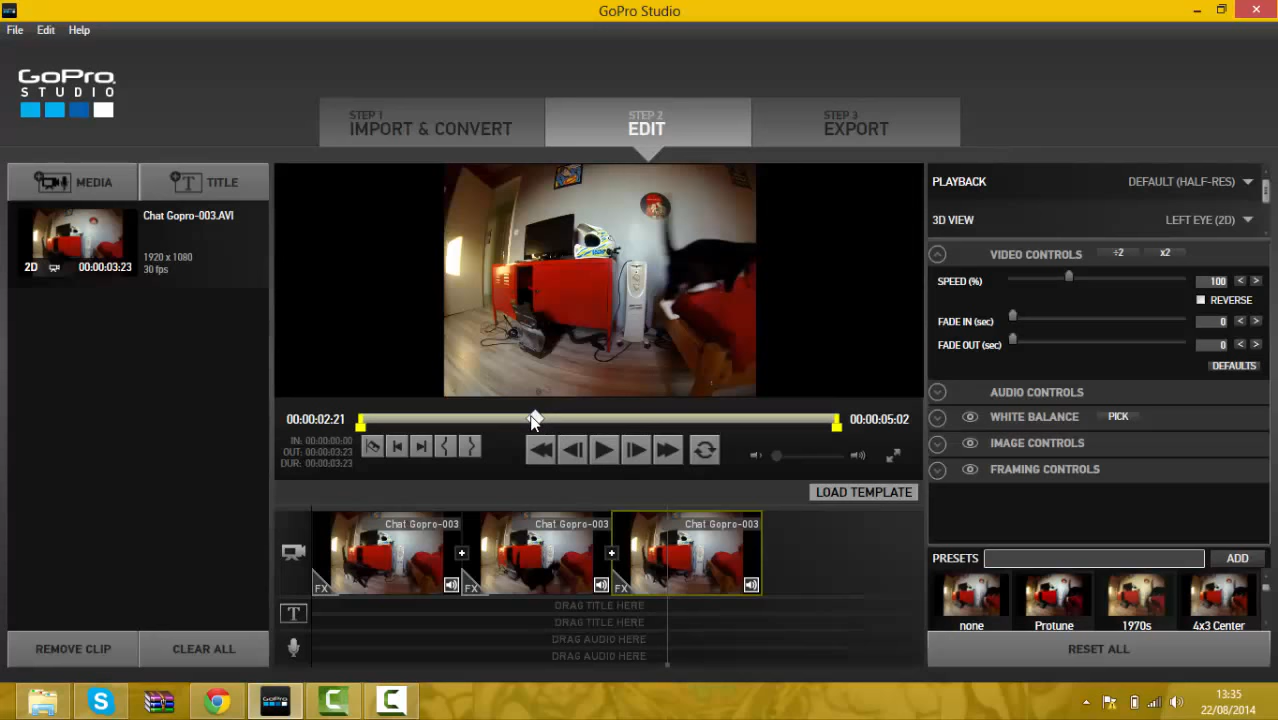 GoPro Studio
File Edit Help
GoPro
STUDIO
STEP 1
IMPORT & CONVERT
STEP 2
EDIT
STEP 3
EXPORT
MEDIA
TITLE
Chat Gopro-003.AVI
1920 x 1080
30 fps
2D
00:00:03:23
PLAYBACK
DEFAULT (HALF-RES)
3D VIEW
LEFT EYE (2D)
VIDEO CONTROLS
÷2
x2
SPEED (%)
100
< >
REVERSE
FADE IN (sec)
0
< >
FADE OUT (sec)
0
< >
DEFAULTS
AUDIO CONTROLS
WHITE BALANCE
PICK
IMAGE CONTROLS
FRAMING CONTROLS
00:00:02:21
00:00:05:02
IN: 00:00:00:00
OUT: 00:00:03:23
DUR: 00:00:03:23
LOAD TEMPLATE
Chat Gopro-003
Chat Gopro-003
Chat Gopro-003
FX
FX
FX
T
DRAG TITLE HERE
DRAG TITLE HERE
DRAG AUDIO HERE
DRAG AUDIO HERE
PRESETS
ADD
none
Protune
1970s
4x3 Center
REMOVE CLIP
CLEAR ALL
RESET ALL
13:35
22/08/2014